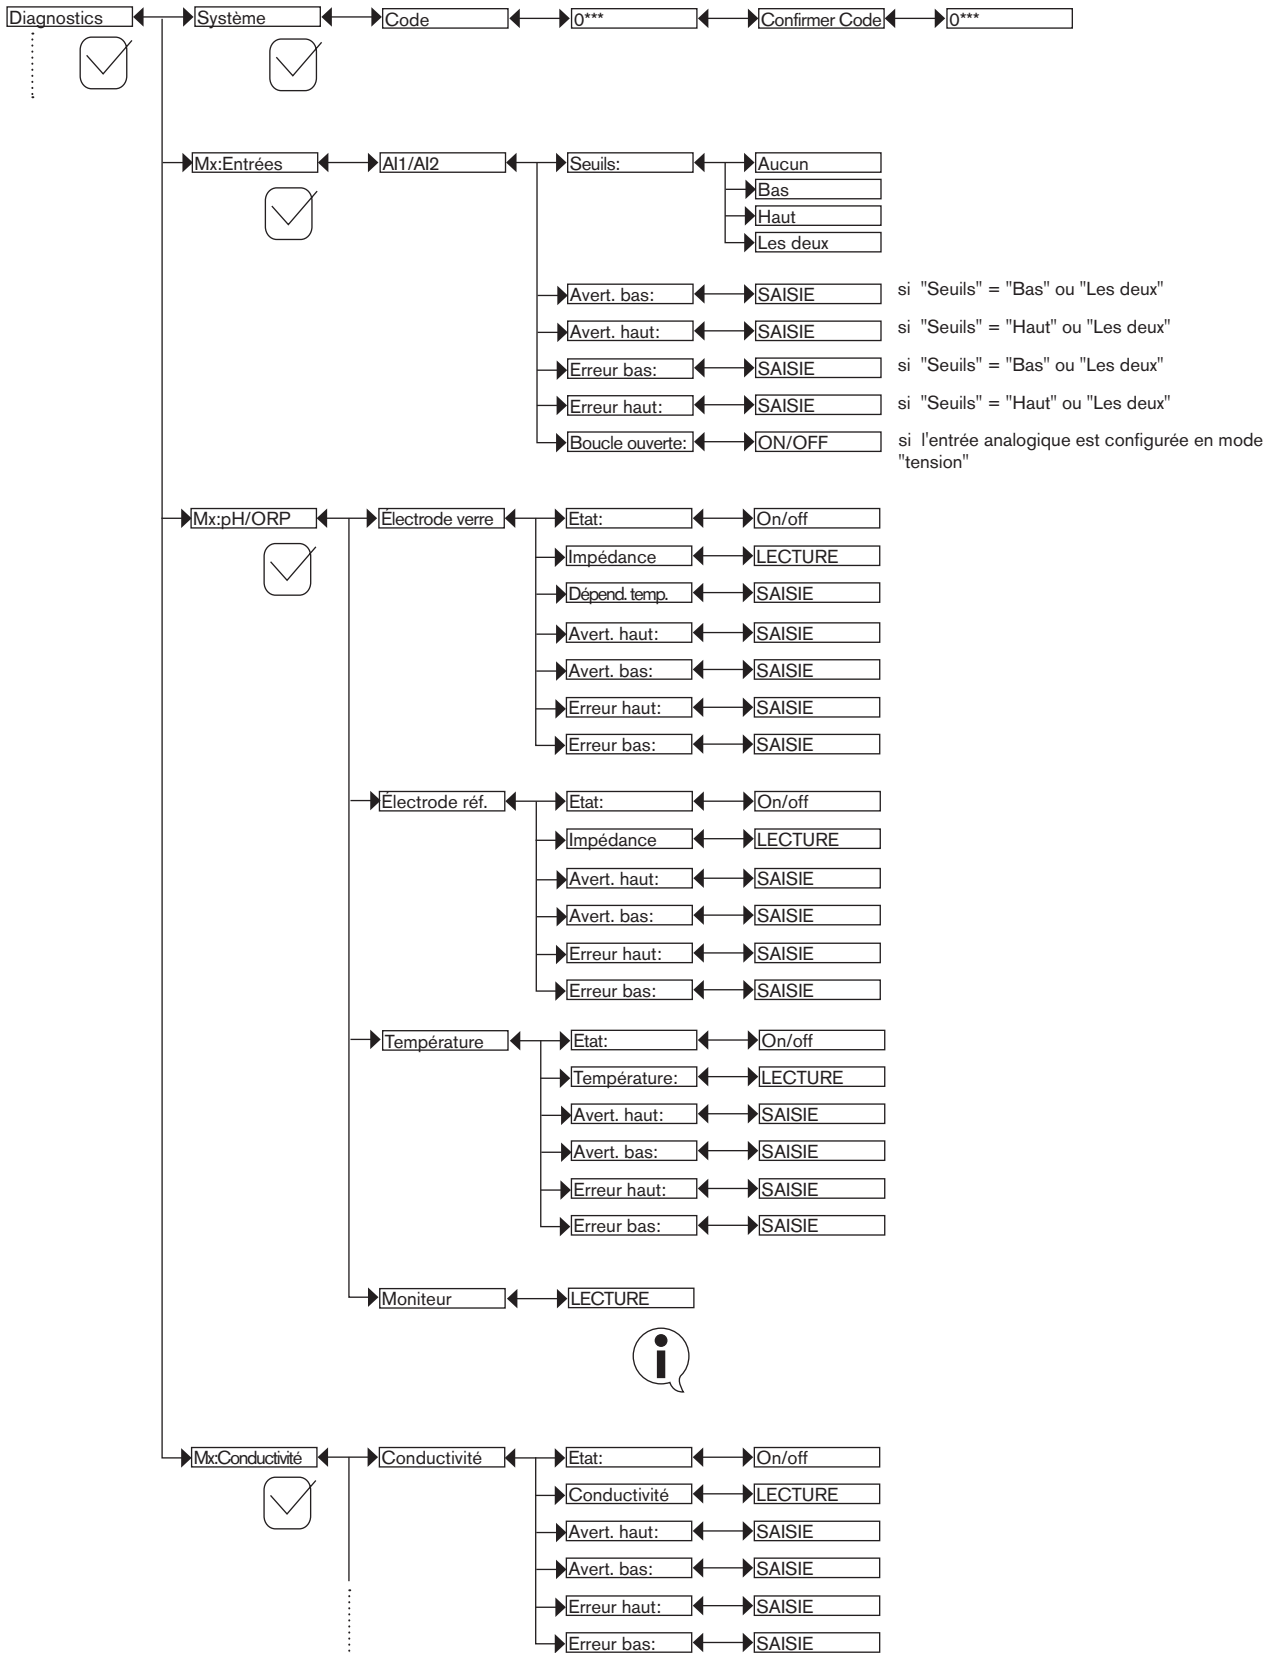 Diagnostics Système Code 0*** Confirmer Code 0***
Mx:Entrées AI1/AI2 Seuils: Aucun
Bas
Haut
Les deux
Avert. bas: SAISIE si "Seuils" = "Bas" ou "Les deux"
Avert. haut: SAISIE si "Seuils" = "Haut" ou "Les deux"
Erreur bas: SAISIE si "Seuils" = "Bas" ou "Les deux"
Erreur haut: SAISIE si "Seuils" = "Haut" ou "Les deux"
Boucle ouverte: ON/OFF si l'entrée analogique est configurée en mode
"tension"
Mx:pH/ORP Électrode verre Etat: On/off
Impédance LECTURE
Dépend. temp. SAISIE
Avert. haut: SAISIE
Avert. bas: SAISIE
Erreur haut: SAISIE
Erreur bas: SAISIE
Électrode réf. Etat: On/off
Impédance LECTURE
Avert. haut: SAISIE
Avert. bas: SAISIE
Erreur haut: SAISIE
Erreur bas: SAISIE
Température Etat: On/off
Température: LECTURE
Avert. haut: SAISIE
Avert. bas: SAISIE
Erreur haut: SAISIE
Erreur bas: SAISIE
Moniteur LECTURE
i
Mx:Conductivité Conductivité Etat: On/off
Conductivité LECTURE
Avert. haut: SAISIE
Avert. bas: SAISIE
Erreur haut: SAISIE
Erreur bas: SAISIE